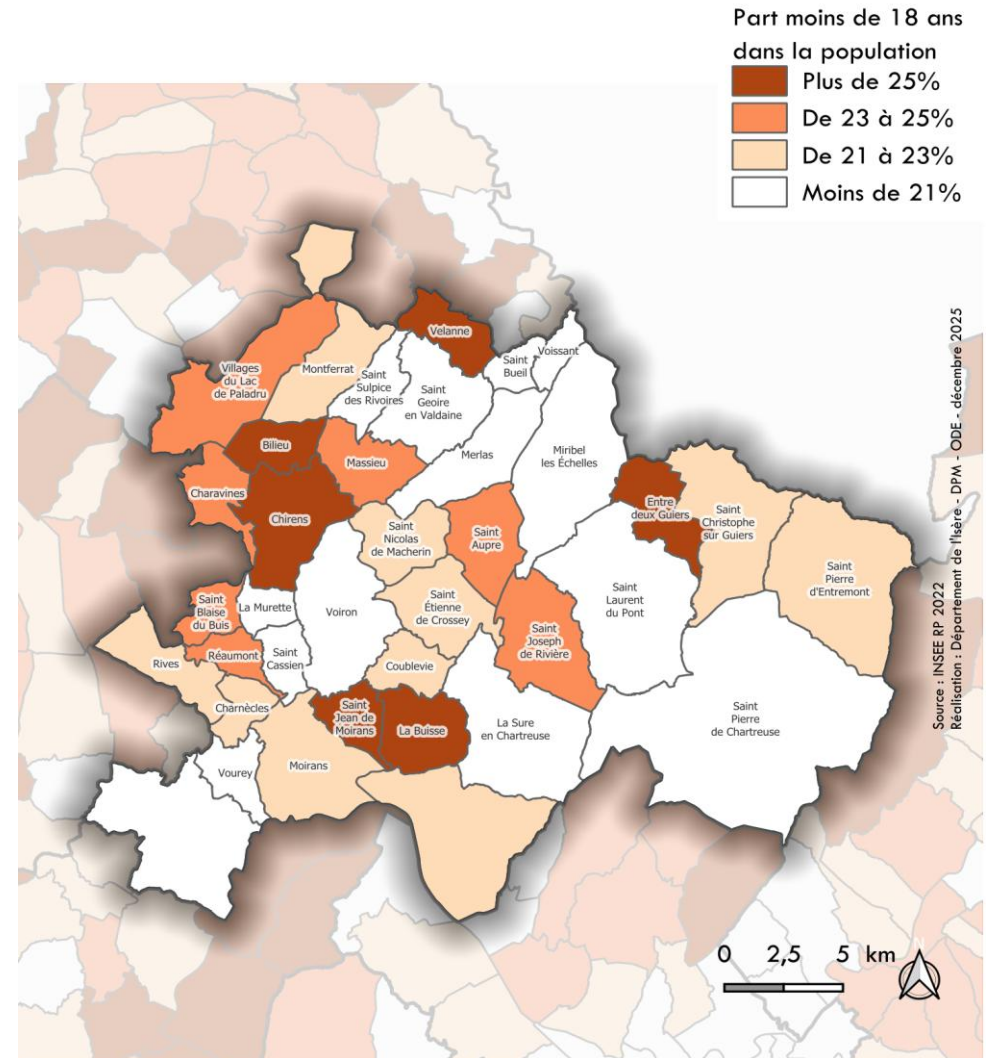 Part moins de 18 ans
dans la population
Plus de 25%
De 23 à 25%
De 21 à 23%
Moins de 21%
Velanne
Voissant
Saint
Bueil
Villages
du Lac
de Paladru
Montferrat
Saint
Sulpice
des Rivoires
Saint
Geoire
en Valdaine
Bilieu
Massieu
Merlas
Miribel
les Échelles
Charavines
Chirens
Entre
deux Guiers
Saint
Christophe
sur Guiers
Saint
Nicolas
de Macherin
Saint
Aupre
Saint
Pierre
d'Entremont
Saint
Blaise
du Buis
La Murette
Voiron
Saint
Étienne
de Crossey
Saint
Laurent
du Pont
Saint
Joseph
de Rivière
Rives
Réaumont
Saint
Cassien
Coublevie
Charnècles
Saint
Jean de
Moirans
La Buisse
La Sure
en Chartreuse
Saint
Pierre
de Chartreuse
Vourey
Moirans
Source : INSEE RP 2022
Réalisation : Département de l'Isère - DPM - ODE - décembre 2025
0 2,5 5 km